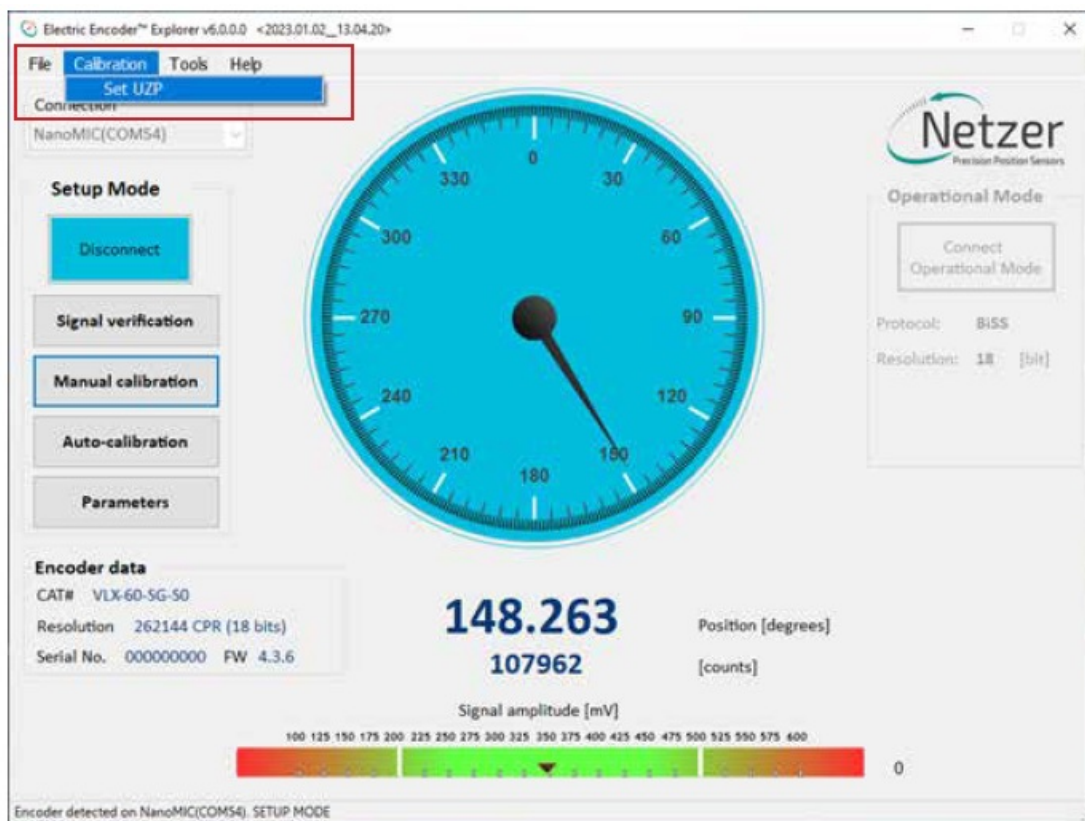 Electric Encoder™ Explorer v6.0.0.0 <2023.01.02__13.04.20>
File Calibration Tools Help
Set UZP
Connection
NanoMIC(COM54)
Netzer
Precision Position Sensors
Setup Mode
Disconnect
Signal verification
Manual calibration
Auto-calibration
Parameters
0
30
60
90
120
150
180
210
240
270
300
330
Operational Mode
Connect
Operational Mode
Protocol: BiSS
Resolution: 18 [bit]
Encoder data
CAT# VLX-60-SG-S0
Resolution 262144 CPR (18 bits)
Serial No. 000000000 FW 4.3.6
148.263 Position [degrees]
107962 [counts]
Signal amplitude [mV]
100 125 150 175 200 225 250 275 300 325 350 375 400 425 450 475 500 525 550 575 600
0
Encoder detected on NanoMIC(COM54). SETUP MODE